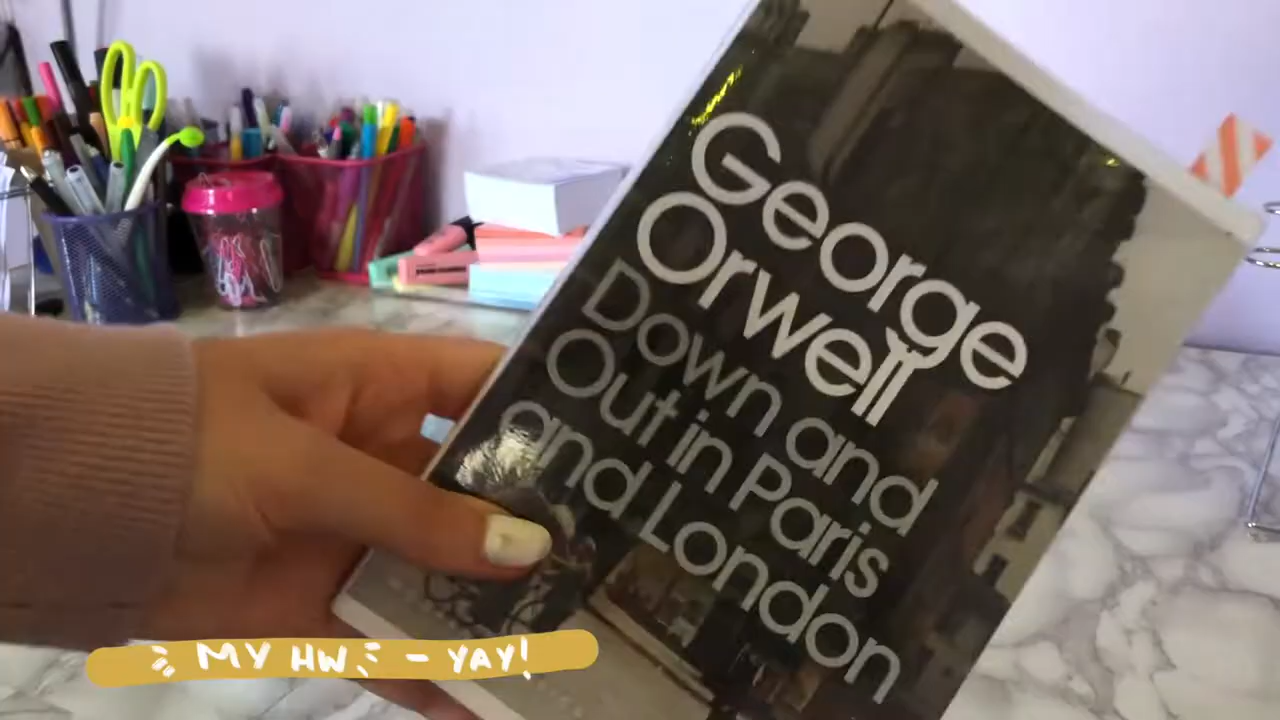 George
Orwell
Down and
Out in Paris
and London
MY HW - YAY!